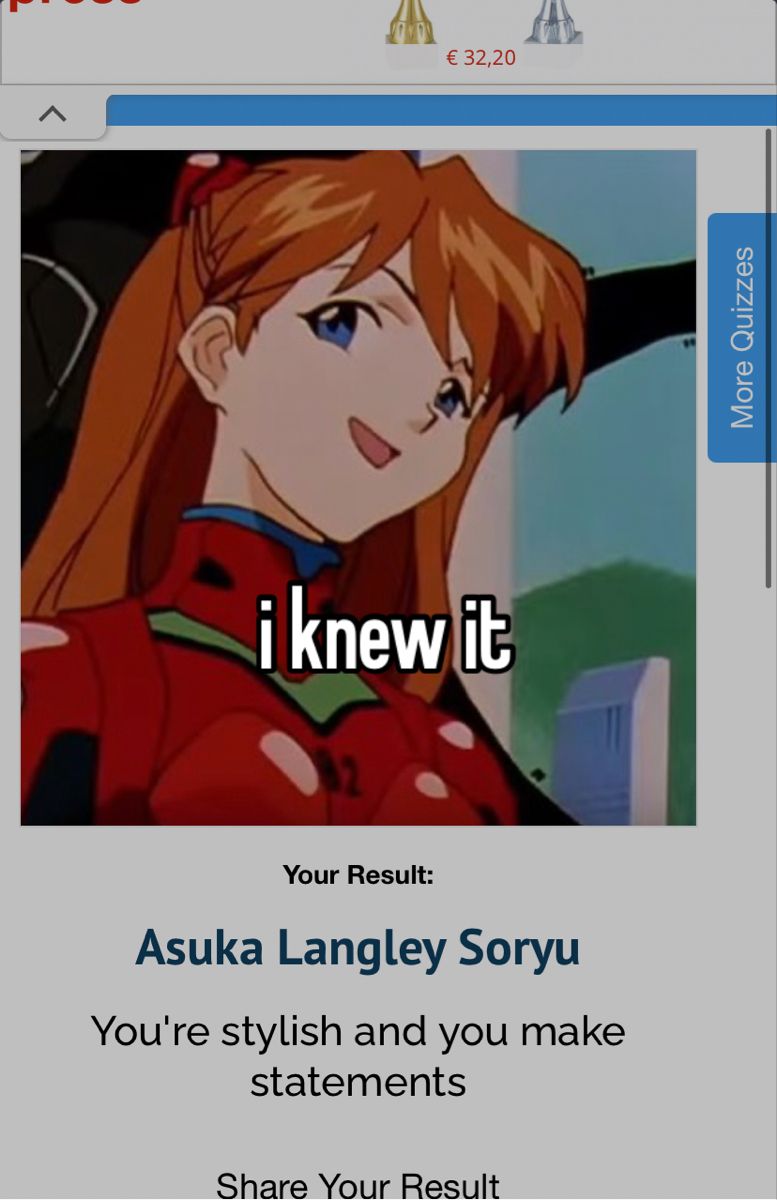 € 32,20
More Quizzes
i knew it
Your Result:
Asuka Langley Soryu
You're stylish and you make
statements
Share Your Result